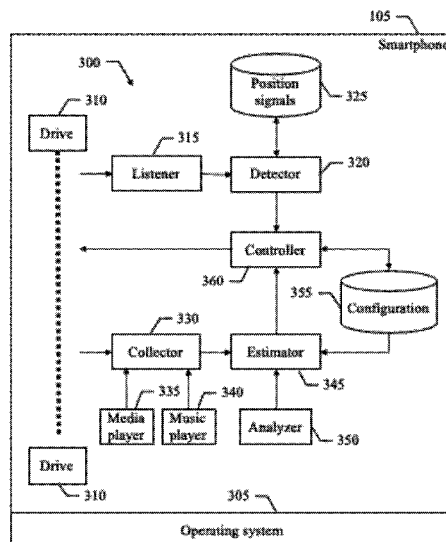 105
Smartphone
300
310
Drive
Position
signals
325
315
Listener
320
Detector
Controller
360
355
Configuration
330
Collector
Estimator
345
335
Media
player
340
Music
player
Analyzer
350
Drive
310
305
Operating system